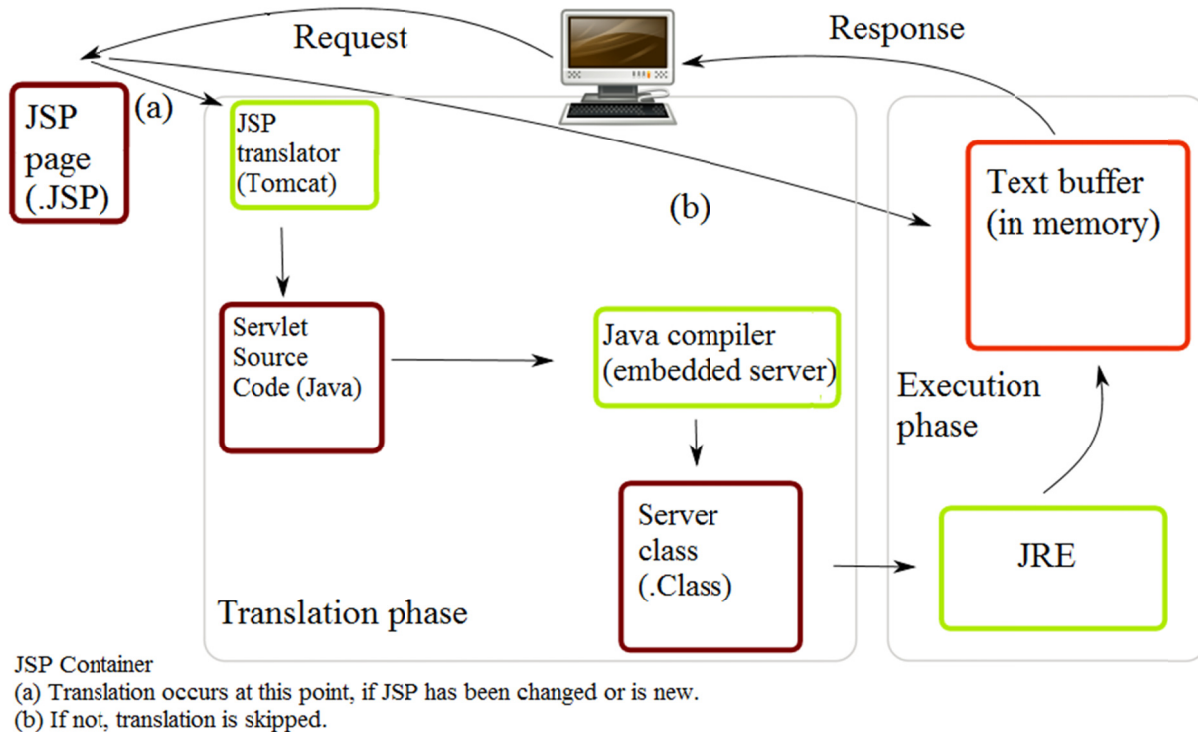 Request
Response
JSP
page
(.JSP)
(a)
JSP
translator
(Tomcat)
(b)
Text buffer
(in memory)
Servlet
Source
Code (Java)
Java compiler
(embedded server)
Execution
phase
Server
class
(.Class)
JRE
Translation phase
JSP Container
(a) Translation occurs at this point, if JSP has been changed or is new.
(b) If not, translation is skipped.